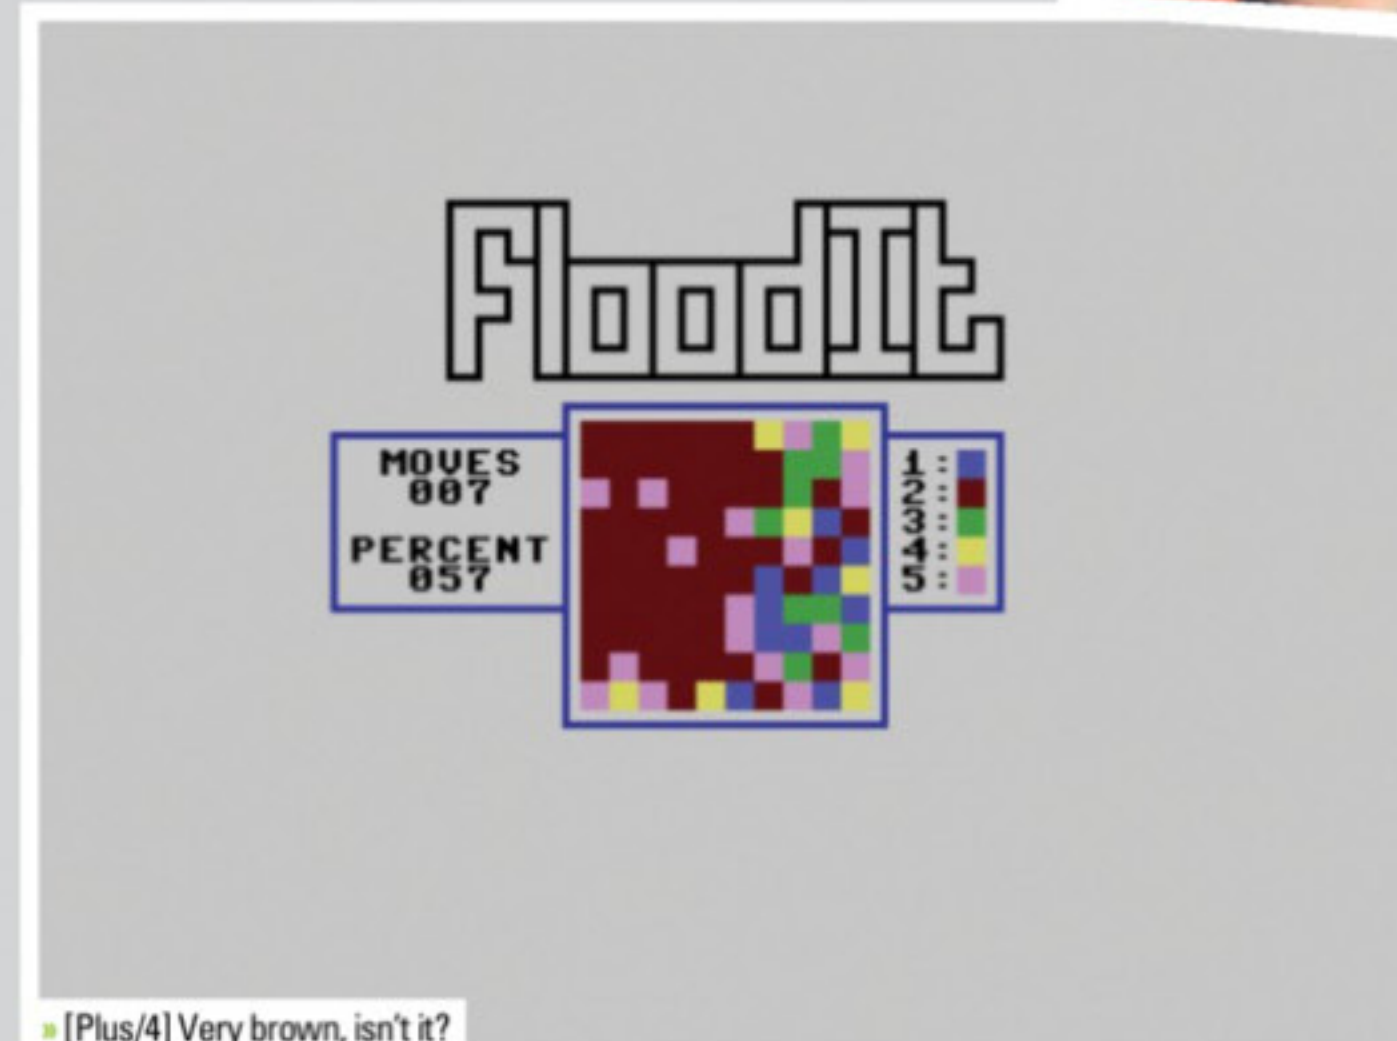 FloodIt
MOVES
007
PERCENT
057
1:
2:
3:
4:
5:
» [Plus/4] Very brown, isn't it?